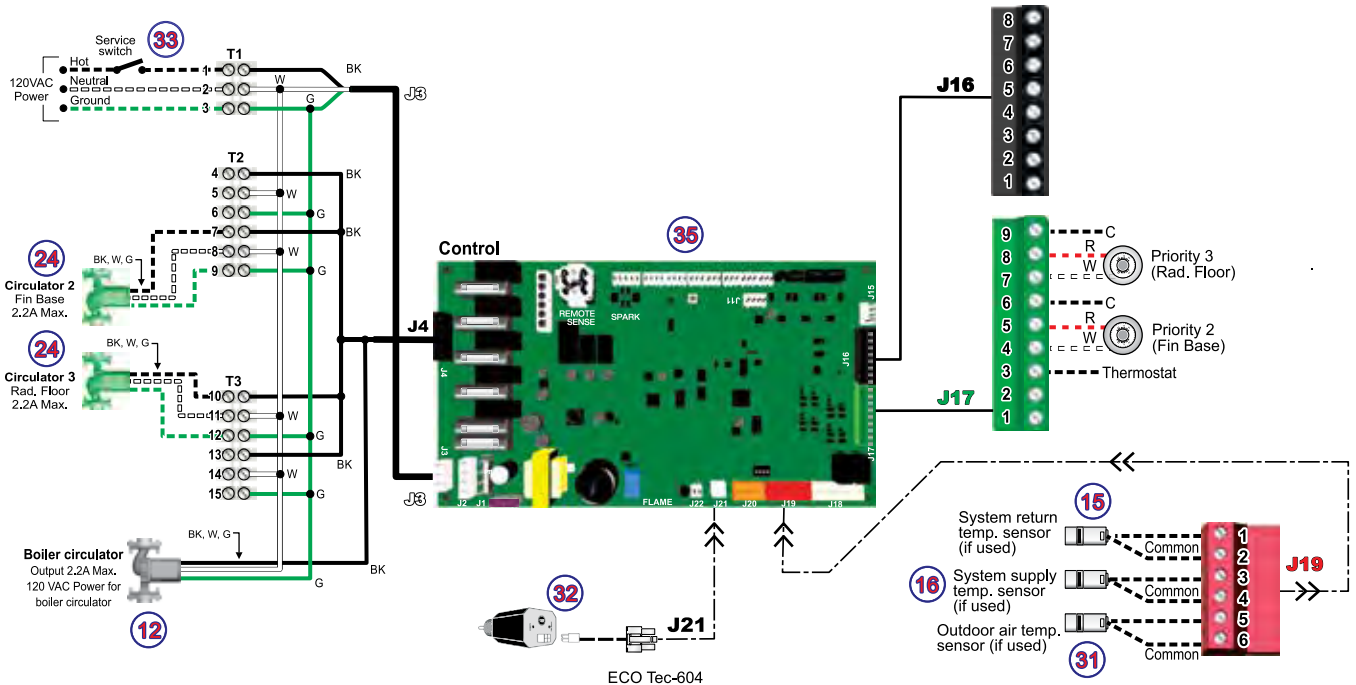 Service
switch
33
T1
Hot
1
BK
120VAC
Power
Neutral
2
W
Ground
3
G
J3
T2
4
BK
5
W
6
G
7
BK
8
W
9
G
24
Circulator 2
Fin Base
2.2A Max.
BK, W, G
24
Circulator 3
Rad. Floor
2.2A Max.
BK, W, G
T3
10
11
W
12
G
13
BK
14
W
15
G
Boiler circulator
Output 2.2A Max.
120 VAC Power for
boiler circulator
12
BK, W, G
BK
G
J4
J3
Control
35
REMOTE
SENSE
SPARK
J11
J15
J16
J17
J4
J3
J2
J1
FLAME
J22
J21
J20
J19
J18
32
J21
ECO Tec-604
J16
8
7
6
5
4
3
2
1
J17
9
8
7
6
5
4
3
2
1
C
R
W
Priority 3
(Rad. Floor)
C
R
W
Priority 2
(Fin Base)
Thermostat
15
System return
temp. sensor
(if used)
Common
16
System supply
temp. sensor
(if used)
Common
Outdoor air temp.
sensor (if used)
Common
31
1
2
3
4
5
6
J19